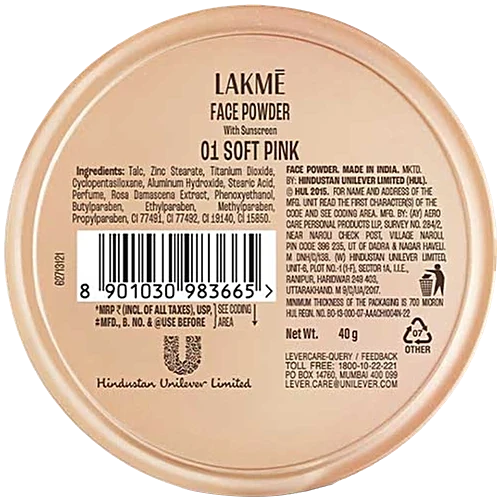 LAKMĒ
FACE POWDER
With Sunscreen
01 SOFT PINK
Ingredients: Talc, Zinc Stearate, Titanium Dioxide,
Cyclopentasiloxane, Aluminum Hydroxide, Stearic Acid,
Perfume, Rosa Damascena Extract, Phenoxyethanol,
Butylparaben, Ethylparaben, Methylparaben,
Propylparaben, CI 77491, CI 77492, CI 19140, CI 15850.
62713121
8 901030 983665 >
*MRP ₹ (INCL. OF ALL TAXES), USP,
#MFD., B. NO. & @USE BEFORE
SEE CODING
AREA
Hindustan Unilever Limited
FACE POWDER. MADE IN INDIA. MKTD.
BY: HINDUSTAN UNILEVER LIMITED (HUL).
© HUL 2015. FOR NAME AND ADDRESS OF THE
MFG. UNIT READ THE FIRST CHARACTER(S) OF THE
CODE AND SEE CODING AREA. MFG. BY: (AY) AERO
CARE PERSONAL PRODUCTS LLP, SURVEY NO. 284/2,
NEAR NAROLI CHECK POST, VILLAGE NAROLI,
PIN CODE 396 235, UT OF DADRA & NAGAR HAVELI.
M DNH/C/138. (W) HINDUSTAN UNILEVER LIMITED,
UNIT-6, PLOT NO.-1 (1-F), SECTOR 1A, I.I.E.,
RANIPUR, HARIDWAR 249 403,
UTTARAKHAND. M 9/C/UA/2007.
MINIMUM THICKNESS OF THE PACKAGING IS 700 MICRON
HUL REGN. NO. BO-13-000-07-AAACH1004N-22
Net Wt. 40 g
07
OTHER
LEVERCARE-QUERY / FEEDBACK
TOLL FREE: 1800-10-22-221
PO BOX 14760, MUMBAI 400 099
LEVER.CARE@UNILEVER.COM